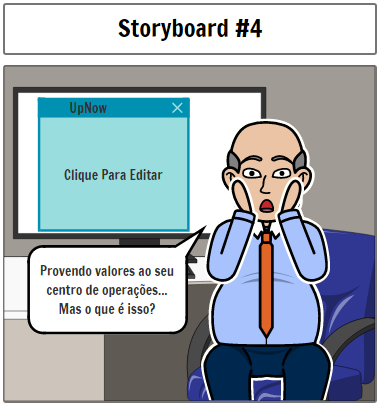 Storyboard #4
UpNow
Clique Para Editar
Provendo valores ao seu
centro de operações...
Mas o que é isso?